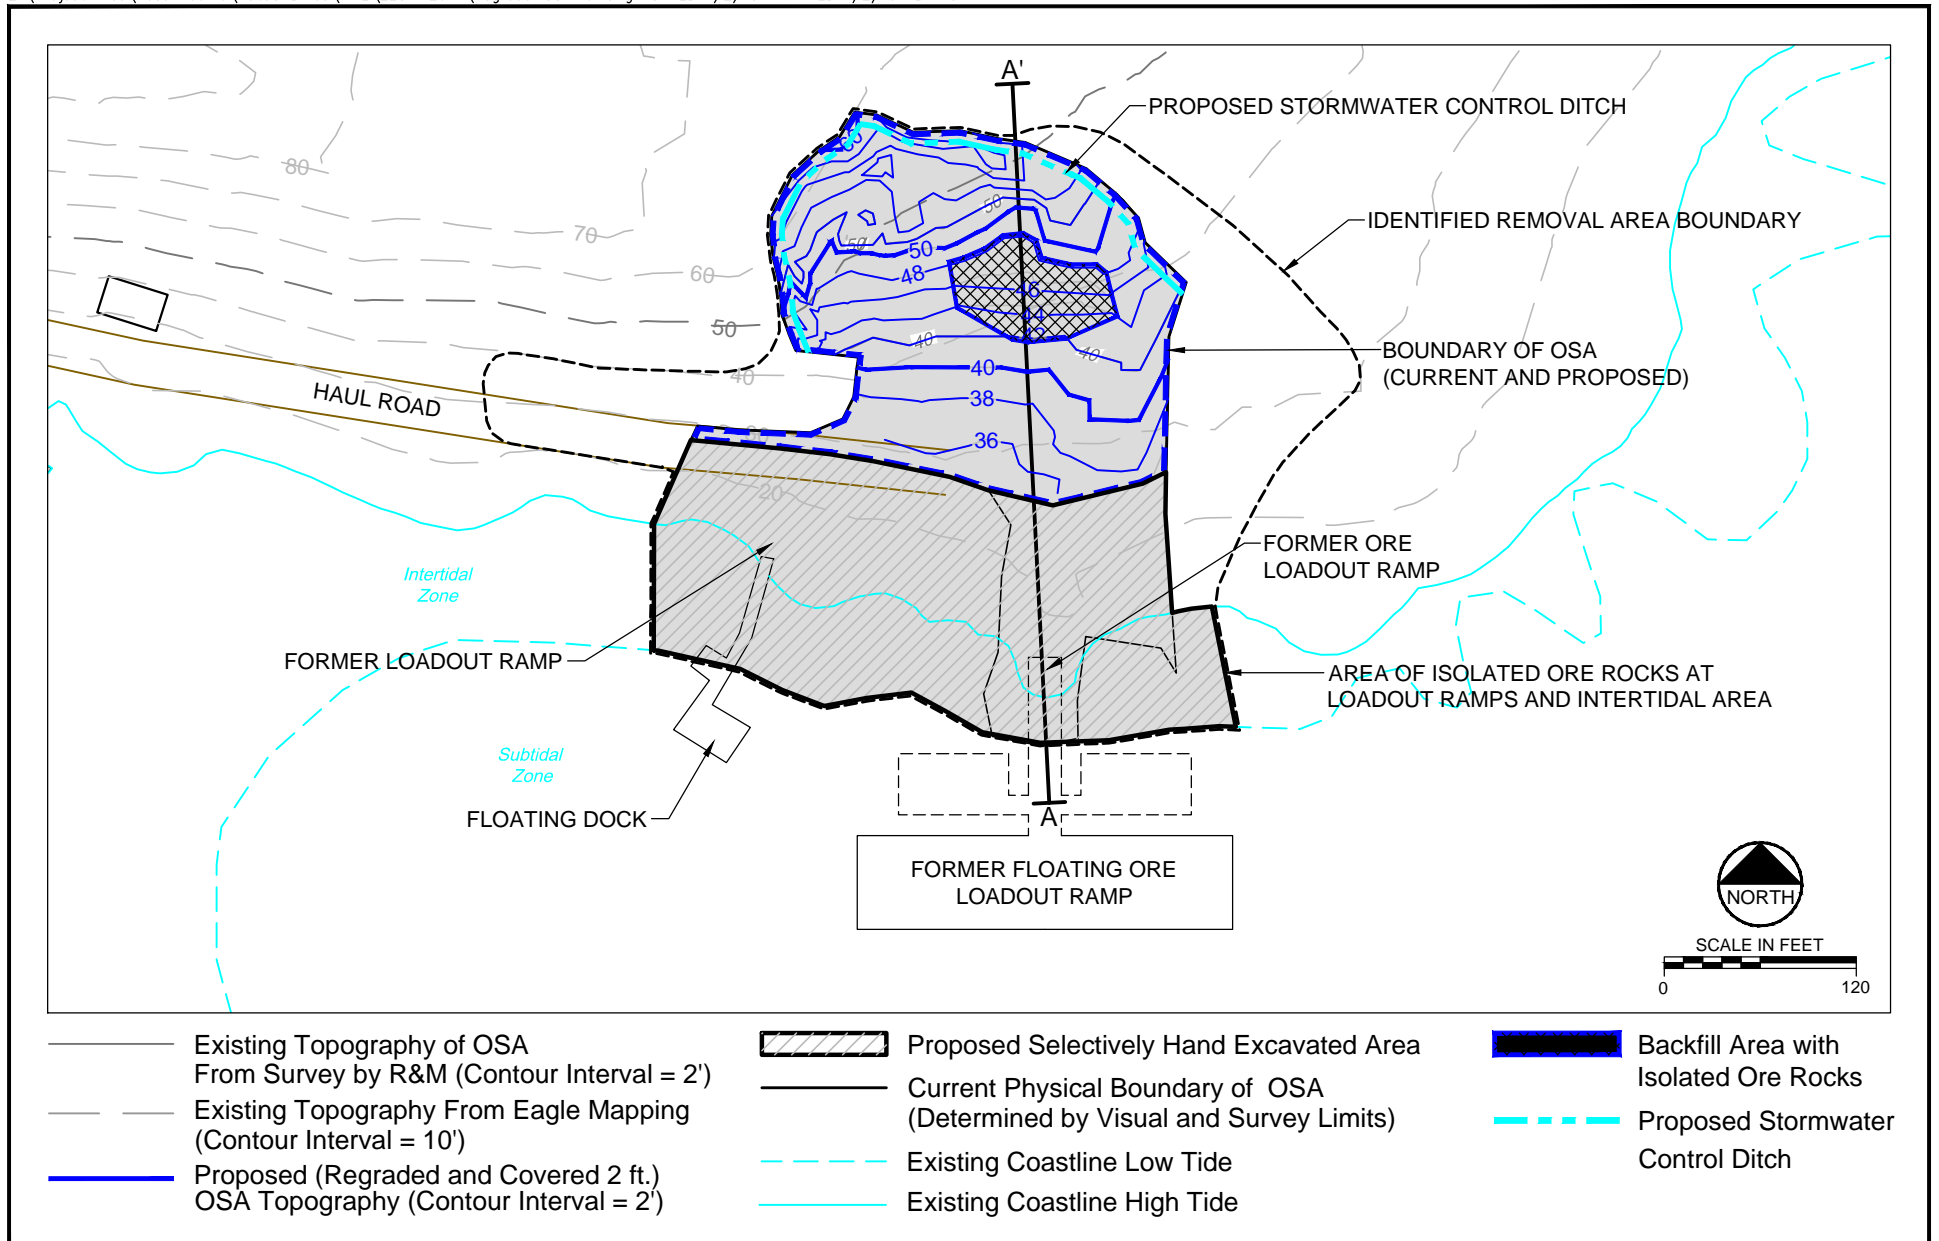 A'
PROPOSED STORMWATER CONTROL DITCH
80
IDENTIFIED REMOVAL AREA BOUNDARY
50
70
50
50
60
48
46
44
50
40
40
BOUNDARY OF OSA
(CURRENT AND PROPOSED)
40
40
HAUL ROAD
38
36
20
FORMER ORE
LOADOUT RAMP
Intertidal
Zone
FORMER LOADOUT RAMP
AREA OF ISOLATED ORE ROCKS AT
LOADOUT RAMPS AND INTERTIDAL AREA
Subtidal
Zone
FLOATING DOCK
A
FORMER FLOATING ORE
LOADOUT RAMP
NORTH
SCALE IN FEET
0 120
Existing Topography of OSA
From Survey by R&M (Contour Interval = 2')
Existing Topography From Eagle Mapping
(Contour Interval = 10')
Proposed (Regraded and Covered 2 ft.)
OSA Topography (Contour Interval = 2')
Proposed Selectively Hand Excavated Area
Current Physical Boundary of OSA
(Determined by Visual and Survey Limits)
Existing Coastline Low Tide
Existing Coastline High Tide
Backfill Area with
Isolated Ore Rocks
Proposed Stormwater
Control Ditch